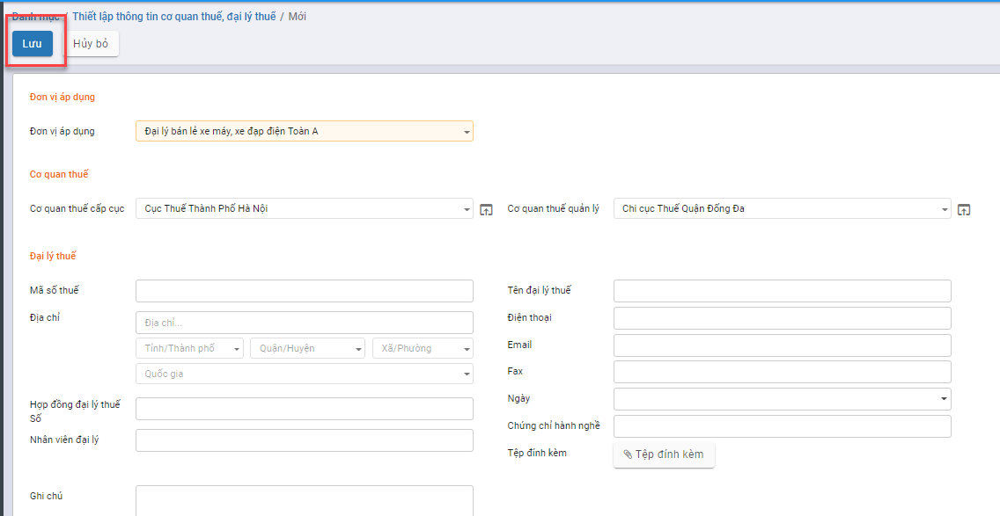 Danh mục / Thiết lập thông tin cơ quan thuế, đại lý thuế / Mới
Lưu Hủy bỏ
Đơn vị áp dụng
Đơn vị áp dụng Đại lý bán lẻ xe máy, xe đạp điện Toàn A
Cơ quan thuế
Cơ quan thuế cấp cục Cục Thuế Thành Phố Hà Nội Cơ quan thuế quản lý Chi cục Thuế Quận Đống Đa
Đại lý thuế
Mã số thuế Tên đại lý thuế
Địa chỉ Địa chỉ... Điện thoại
Tỉnh/Thành phố Quận/Huyện Xã/Phường Email
Quốc gia Fax
Ngày
Hợp đồng đại lý thuế
Số
Chứng chỉ hành nghề
Nhân viên đại lý
Tệp đính kèm Tệp đính kèm
Ghi chú